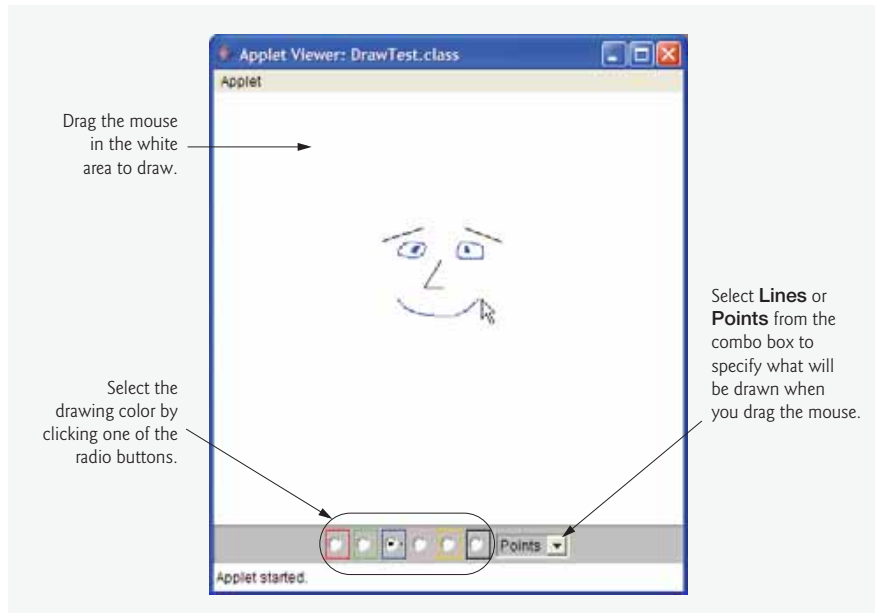 Applet Viewer: DrawTest.class
Applet
Drag the mouse
in the white
area to draw.
Select Lines or
Points from the
combo box to
specify what will
be drawn when
you drag the mouse.
Select the
drawing color by
clicking one of the
radio buttons.
Points
Applet started.